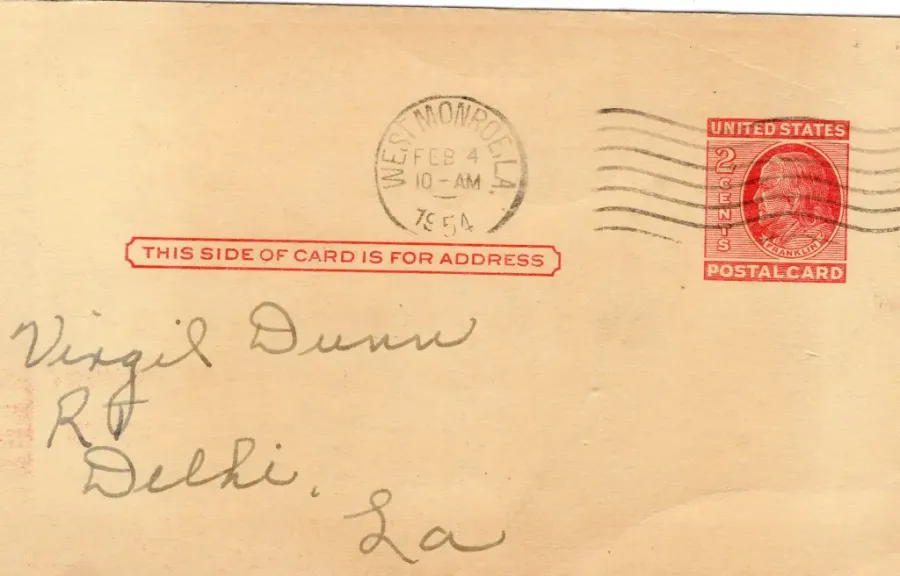 WEST MONROE, LA.
FEB 4
10 - AM
1954
UNITED STATES
2 CENTS
FRANKLIN
POSTAL CARD
THIS SIDE OF CARD IS FOR ADDRESS
Virgil Dunn
Rt
Delhi,
La